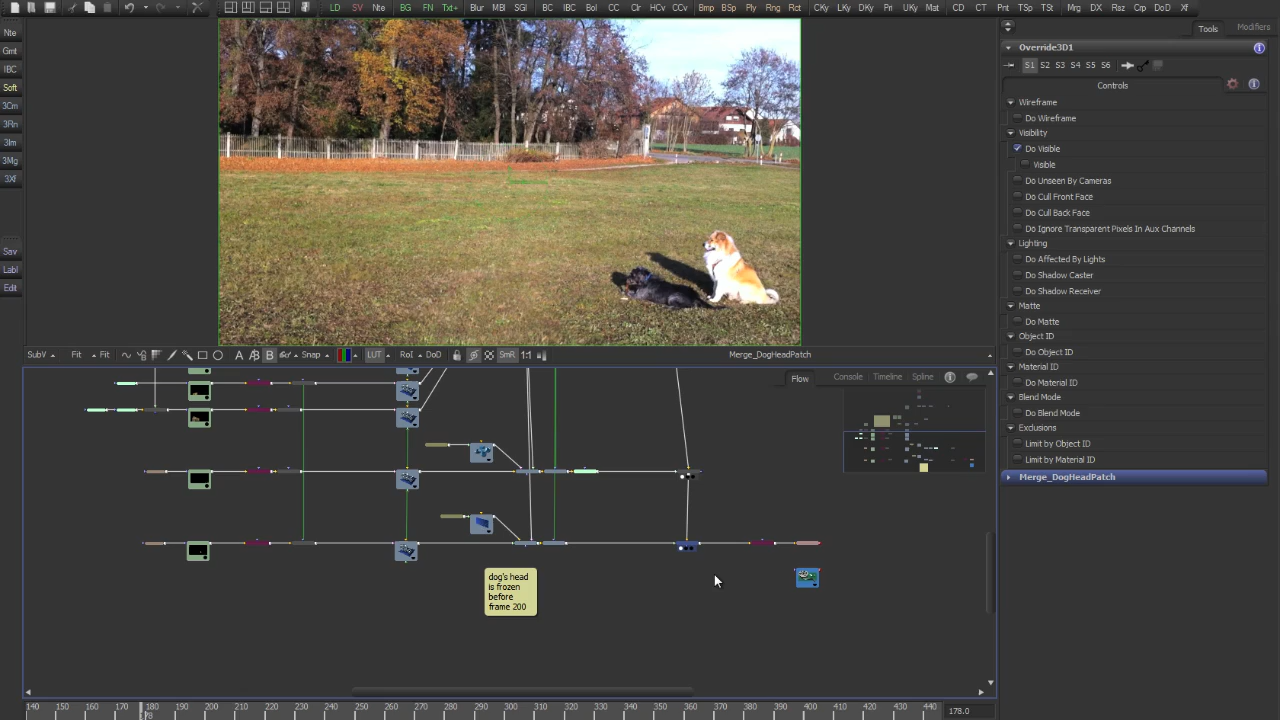 LD SV Nte BG FN Txt+ Blur MB SGl BC IBC Bol CC Clr HCv CCv Bmp BSp Ply Rng Rct CKy LKy DKy Pri UKy Mat CD CT Pnt TSp TSt Mrg DX Rsz Crp DoD Xf
Tools Modifiers
Nte
Gmt
IBC
Soft
3Cm
3Rn
3Im
3Mg
3Xf
Sav
Labl
Edit
Override3D1
S1 S2 S3 S4 S5 S6
Controls
Wireframe
Do Wireframe
Visibility
Do Visible
Visible
Do Unseen By Cameras
Do Cull Front Face
Do Cull Back Face
Do Ignore Transparent Pixels In Aux Channels
Lighting
Do Affected By Lights
Do Shadow Caster
Do Shadow Receiver
Matte
Do Matte
Object ID
Do Object ID
Material ID
Do Material ID
Blend Mode
Do Blend Mode
Exclusions
Limit by Object ID
Limit by Material ID
Merge_DogHeadPatch
SubV Fit Fit A B Snap LUT RoI DoD SmR 1:1 Merge_DogHeadPatch
Flow Console Timeline Spline
dog's head
is frozen
before
frame 200
140 150 160 170 180 190 200 210 220 230 240 250 260 270 280 290 300 310 320 330 340 350 360 370 380 390 400 410 420 430 440
178
178.0